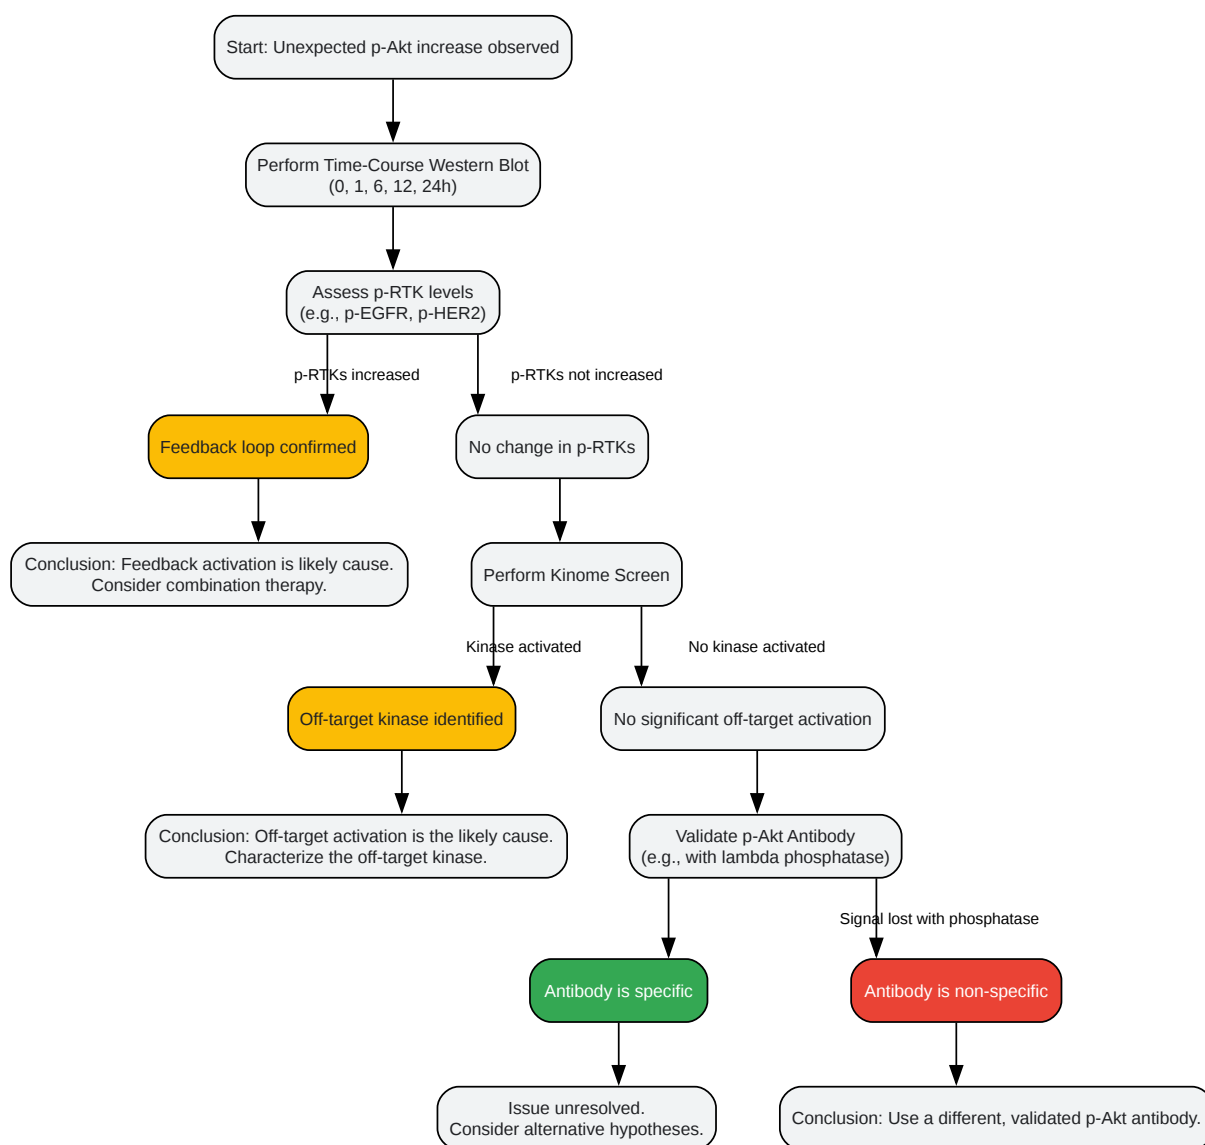 Start: Unexpected p-Akt increase observed
Perform Time-Course Western Blot
(0, 1, 6, 12, 24h)
Assess p-RTK levels
(e.g., p-EGFR, p-HER2)
p-RTKs increased
p-RTKs not increased
Feedback loop confirmed
No change in p-RTKs
Conclusion: Feedback activation is likely cause.
Consider combination therapy.
Perform Kinome Screen
Kinase activated
No kinase activated
Off-target kinase identified
No significant off-target activation
Conclusion: Off-target activation is the likely cause.
Characterize the off-target kinase.
Validate p-Akt Antibody
(e.g., with lambda phosphatase)
Signal lost with phosphatase
Antibody is specific
Antibody is non-specific
Issue unresolved.
Consider alternative hypotheses.
Conclusion: Use a different, validated p-Akt antibody.